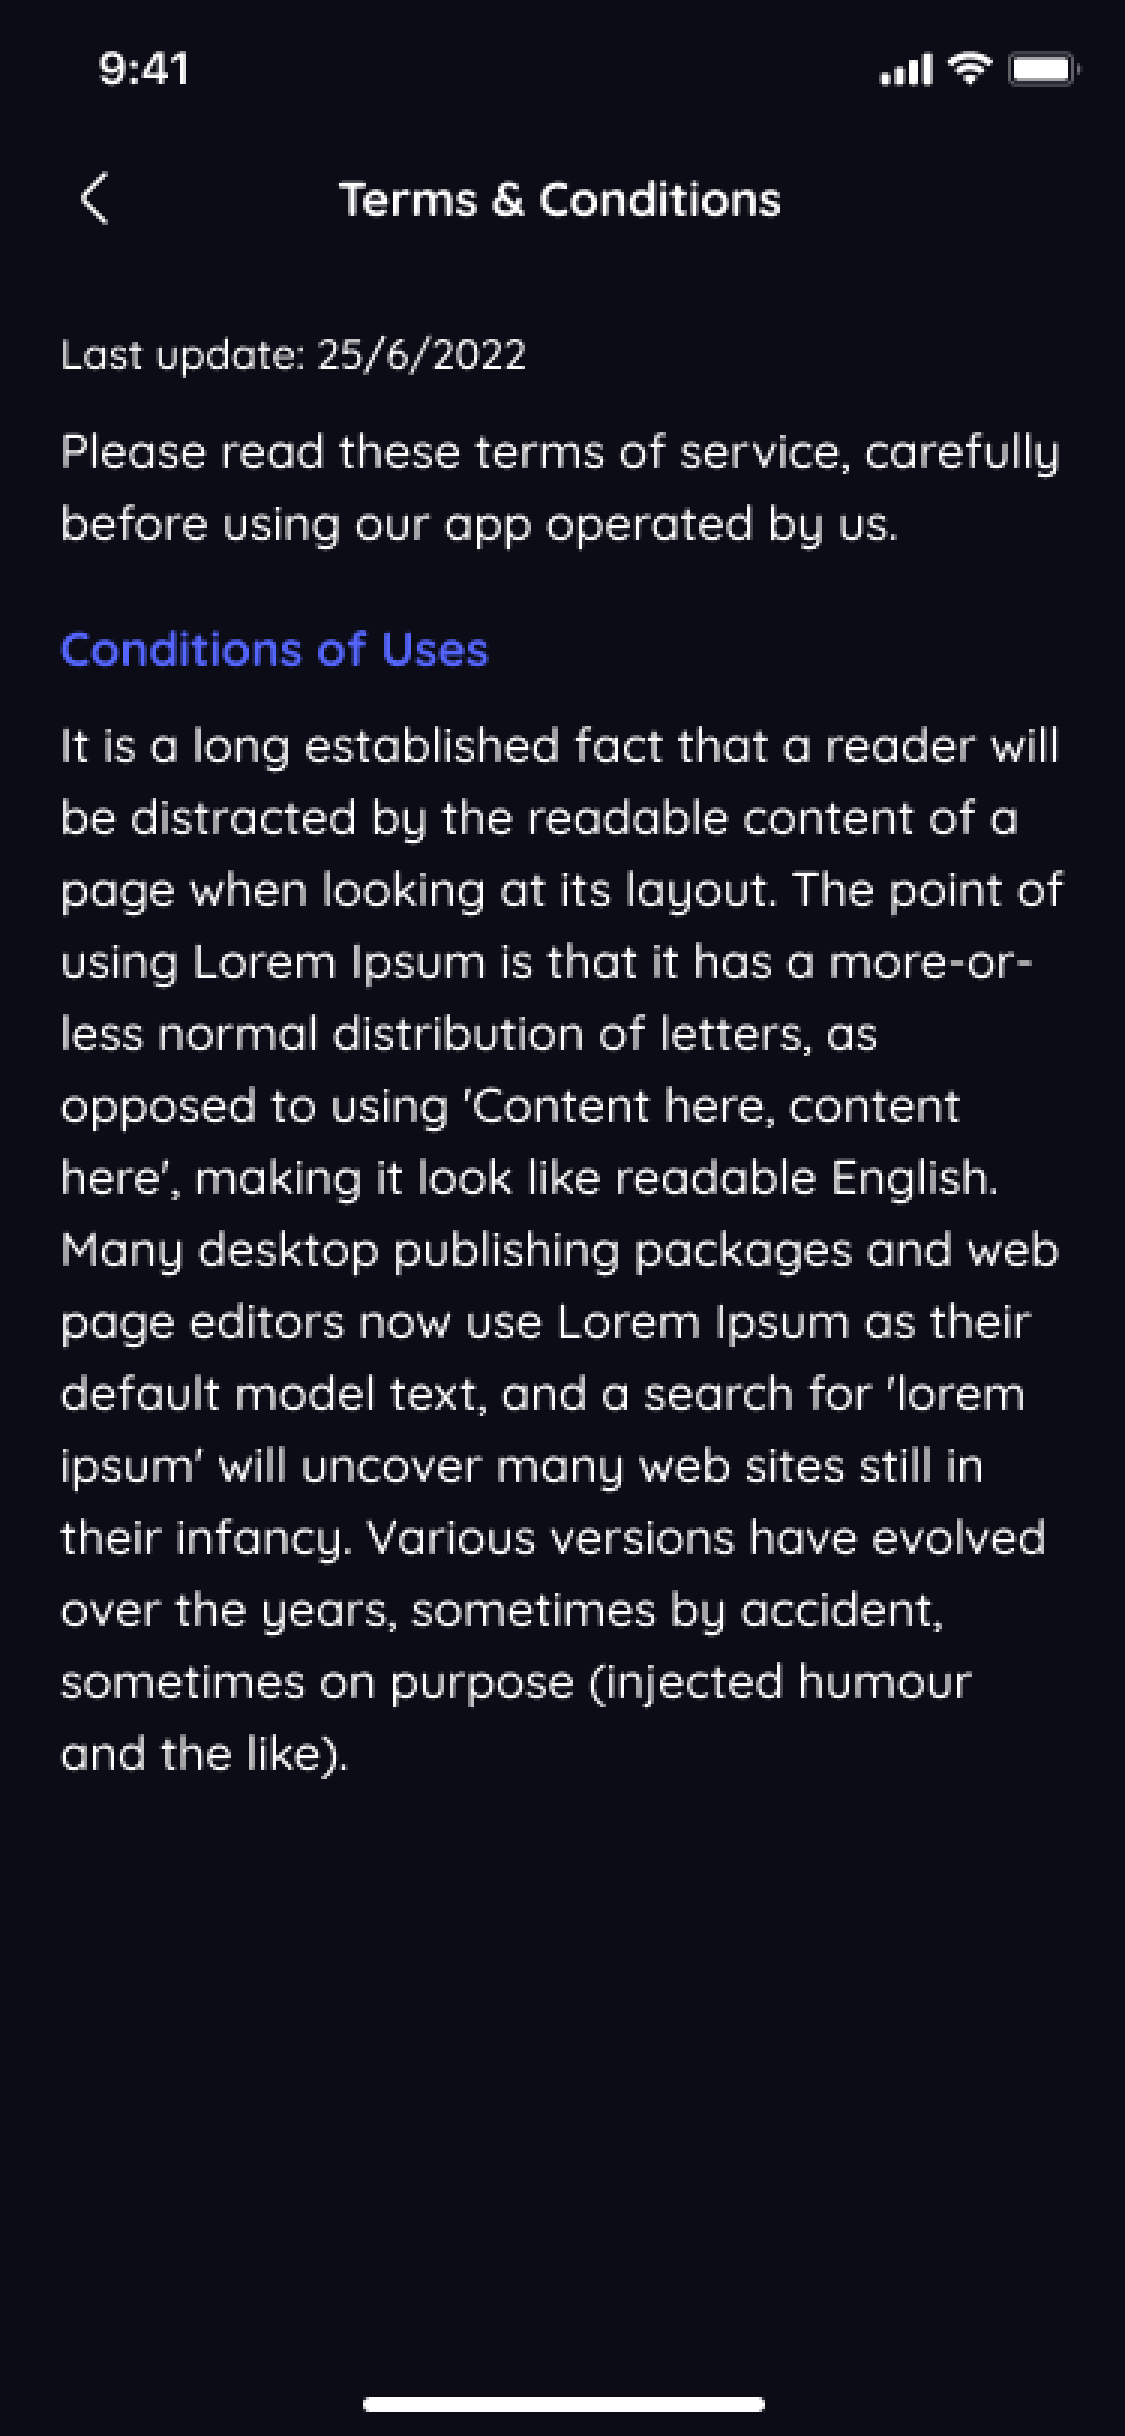 9:41
Terms & Conditions
Last update: 25/6/2022
Please read these terms of service, carefully
before using our app operated by us.
Conditions of Uses
It is a long established fact that a reader will
be distracted by the readable content of a
page when looking at its layout. The point of
using Lorem Ipsum is that it has a more-or-
less normal distribution of letters, as
opposed to using 'Content here, content
here', making it look like readable English.
Many desktop publishing packages and web
page editors now use Lorem Ipsum as their
default model text, and a search for 'lorem
ipsum' will uncover many web sites still in
their infancy. Various versions have evolved
over the years, sometimes by accident,
sometimes on purpose (injected humour
and the like).